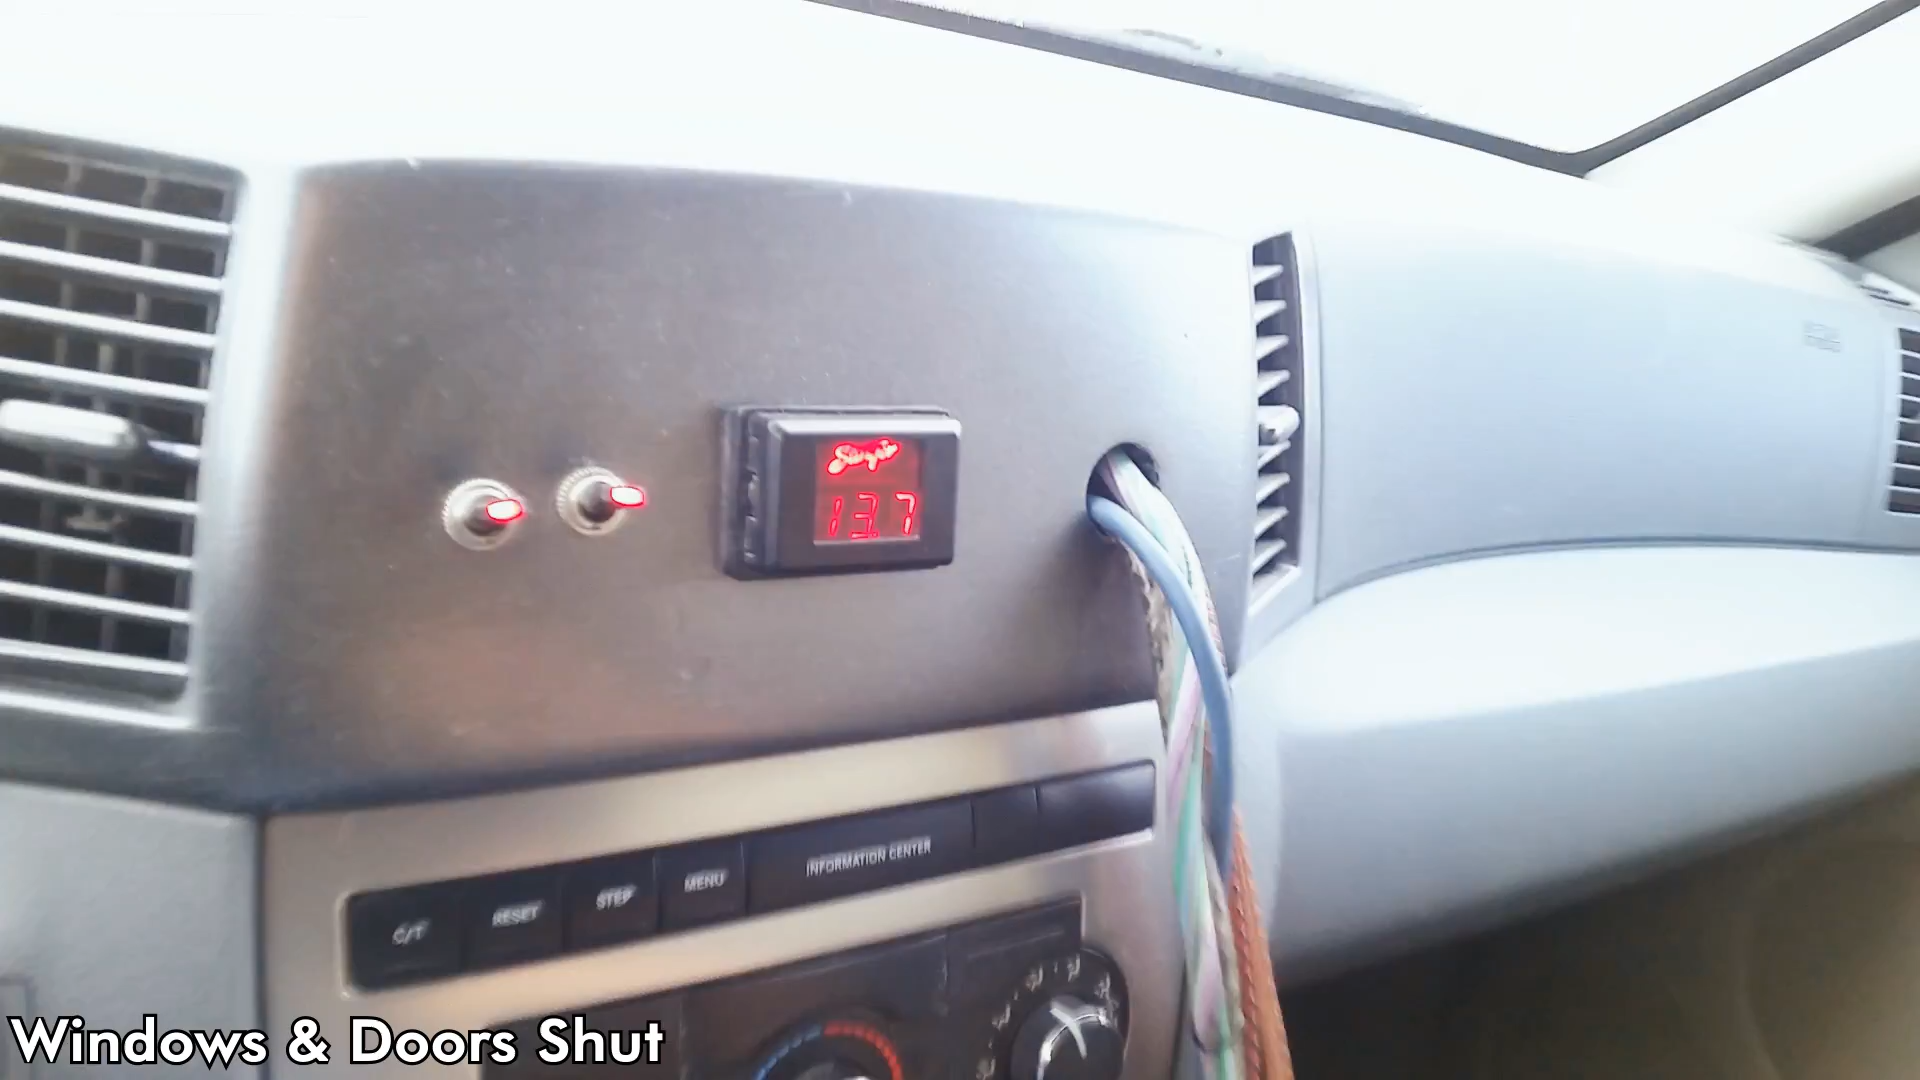 Stinger
13.7
C/T
RESET
STEP
MENU
INFORMATION CENTER
Windows & Doors Shut